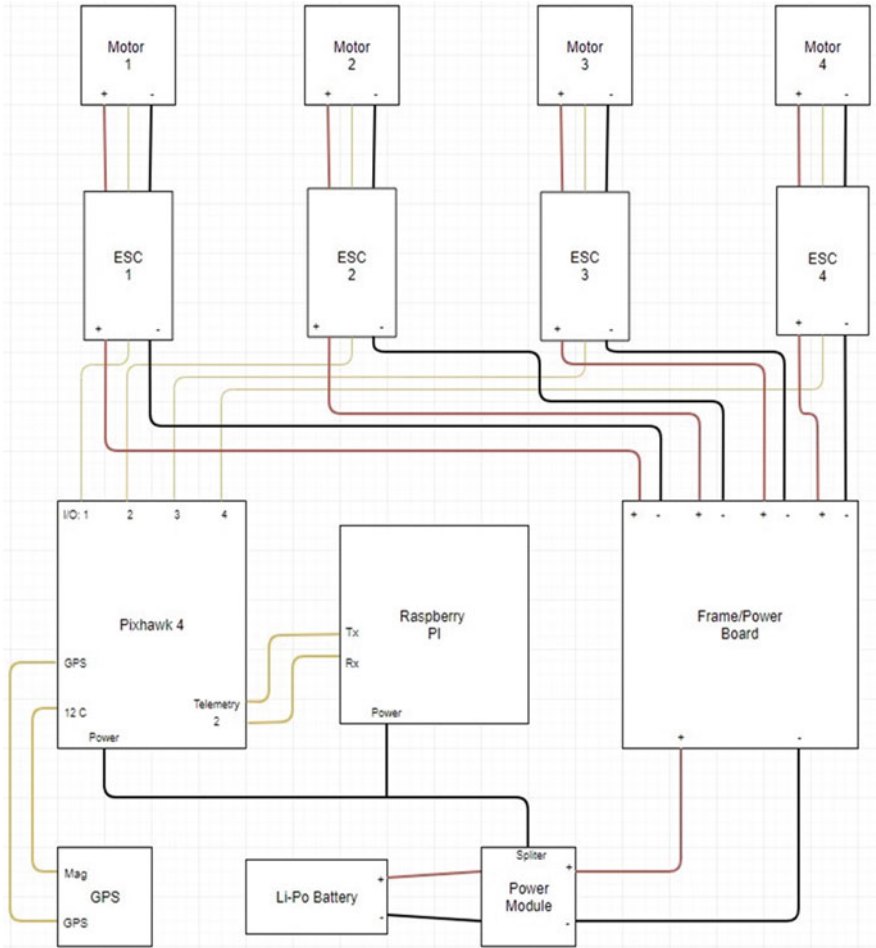 Motor
1
Motor
2
Motor
3
Motor
4
+ -
+ -
+ -
+ -
ESC
1
ESC
2
ESC
3
ESC
4
+ -
+ -
+ -
+ -
I/O: 1 2 3 4
Pixhawk 4
GPS
12 C
Telemetry
2
Power
Raspberry
PI
Tx
Rx
Power
+ - + - + - + -
Frame/Power
Board
+ -
Mag
GPS
GPS
Li-Po Battery
+
-
Spliter
Power
Module
+
-